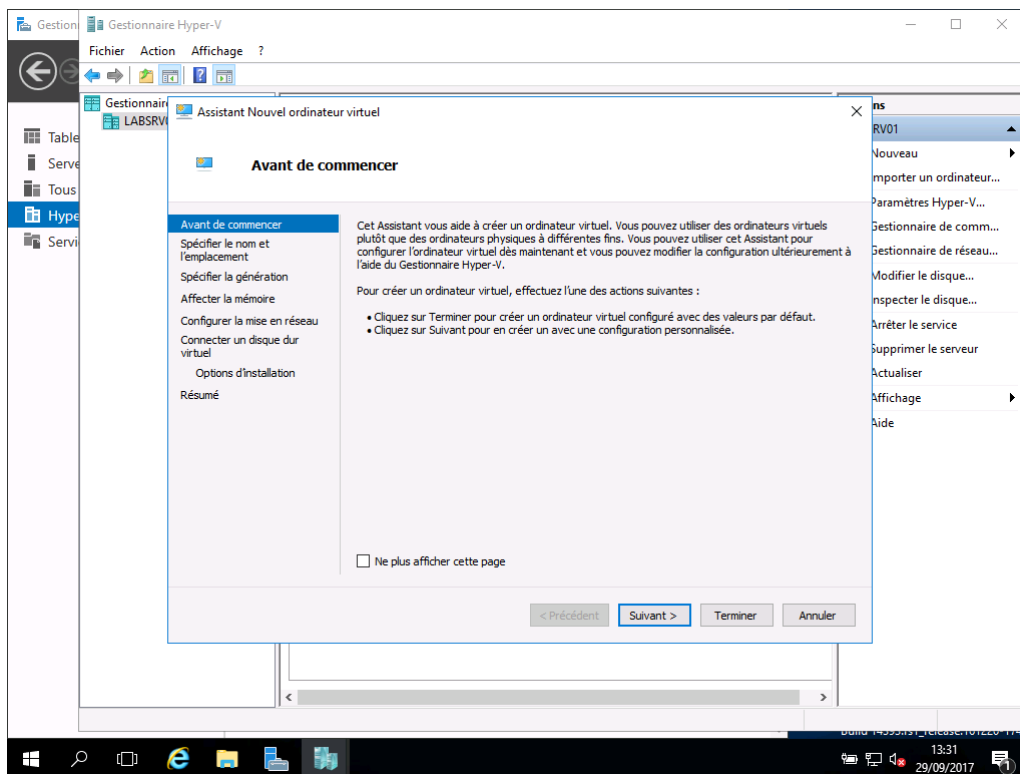 Gestion
Gestionnaire Hyper-V
Fichier Action Affichage ?
Gestionnair
LABSRV0
Table
Serve
Tous
Hype
Servi
Assistant Nouvel ordinateur virtuel
Avant de commencer
Avant de commencer
Spécifier le nom et
l'emplacement
Spécifier la génération
Affecter la mémoire
Configurer la mise en réseau
Connecter un disque dur
virtuel
Options d'installation
Résumé
Cet Assistant vous aide à créer un ordinateur virtuel. Vous pouvez utiliser des ordinateurs virtuels
plutôt que des ordinateurs physiques à différentes fins. Vous pouvez utiliser cet Assistant pour
configurer l'ordinateur virtuel dès maintenant et vous pouvez modifier la configuration ultérieurement à
l'aide du Gestionnaire Hyper-V.
Pour créer un ordinateur virtuel, effectuez l'une des actions suivantes :
• Cliquez sur Terminer pour créer un ordinateur virtuel configuré avec des valeurs par défaut.
• Cliquez sur Suivant pour en créer un avec une configuration personnalisée.
Ne plus afficher cette page
< Précédent Suivant > Terminer Annuler
ns
RV01
Nouveau
mporter un ordinateur...
Paramètres Hyper-V...
Gestionnaire de comm...
Gestionnaire de réseau...
Modifier le disque...
nspecter le disque...
Arrêter le service
Supprimer le serveur
Actualiser
Affichage
Aide
13:31
29/09/2017
1